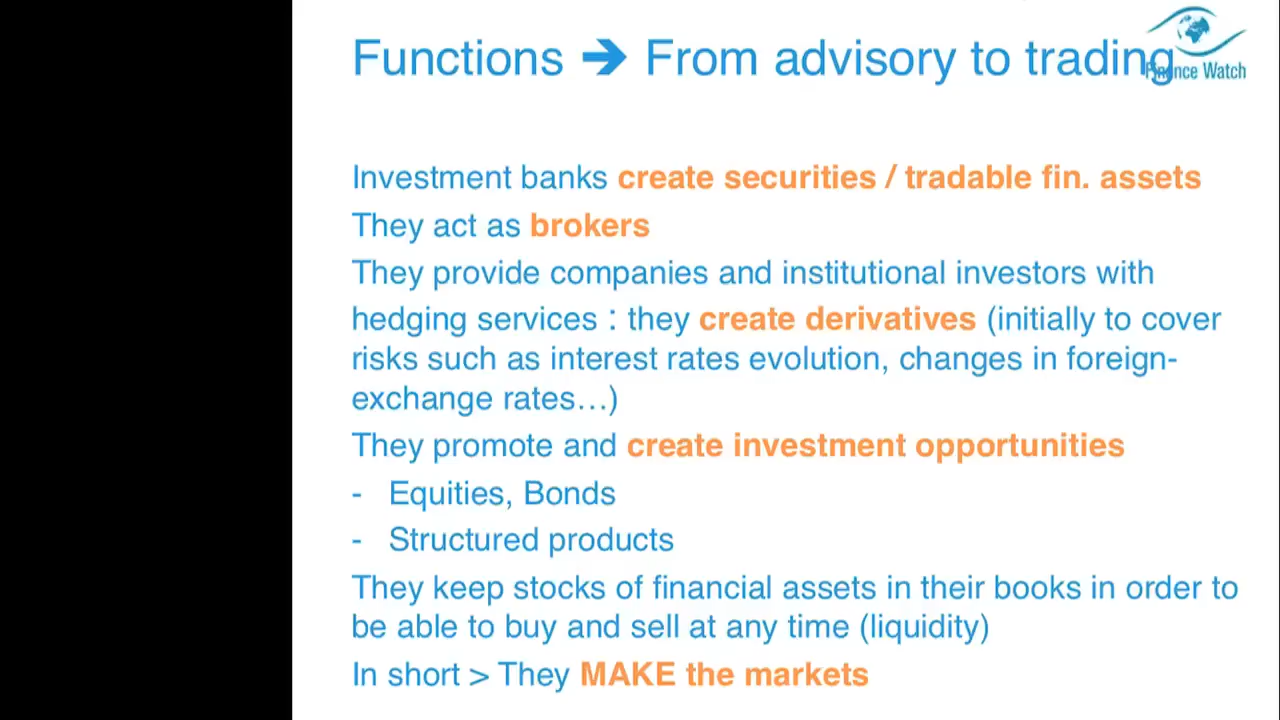 Functions ➔ From advisory to trading
Finance Watch
Investment banks create securities / tradable fin. assets
They act as brokers
They provide companies and institutional investors with
hedging services : they create derivatives (initially to cover
risks such as interest rates evolution, changes in foreign-
exchange rates…)
They promote and create investment opportunities
- Equities, Bonds
- Structured products
They keep stocks of financial assets in their books in order to
be able to buy and sell at any time (liquidity)
In short > They MAKE the markets